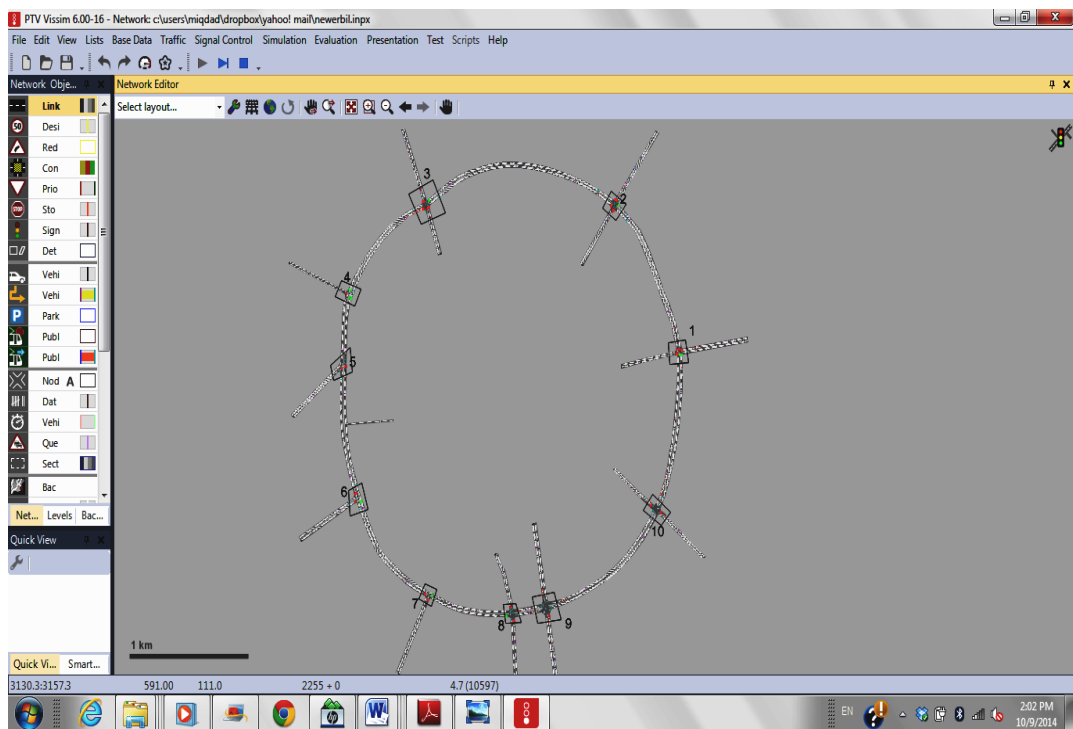 PTV Vissim 6.00-16 - Network: c:\users\miqdad\dropbox\yahoo! mail\newerbil.inpx
File Edit View Lists Base Data Traffic Signal Control Simulation Evaluation Presentation Test Scripts Help
Network Obje...
Network Editor
Select layout...
Link
50 Desi
Red
Con
Prio
STOP Sto
Sign
Det
Vehi
Vehi
P Park
Publ
Publ
Nod A
Dat
Vehi
Que
Sect
Bac
Net... Levels Bac...
Quick View
Quick Vi... Smart...
3
2
4
1
5
6
10
7
8
9
1 km
3130.3:3157.3 591.00 111.0 2255 + 0 4.7 (10597)
EN
2:02 PM
10/9/2014